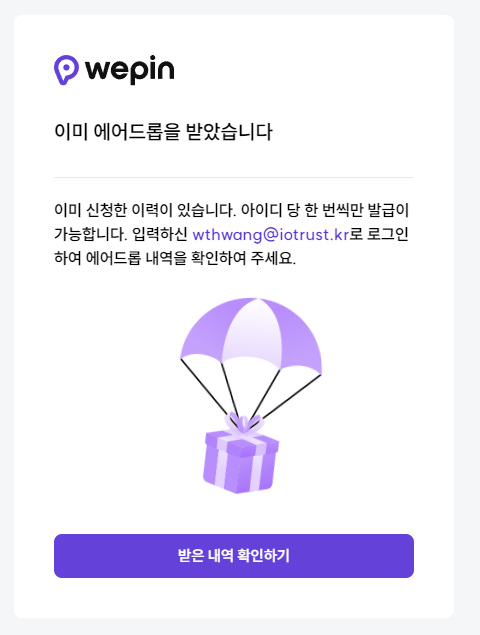 wepin
이미 에어드롭을 받았습니다
이미 신청한 이력이 있습니다. 아이디 당 한 번씩만 발급이
가능합니다. 입력하신 wthwang@iotrust.kr로 로그인
하여 에어드롭 내역을 확인하여 주세요.
받은 내역 확인하기